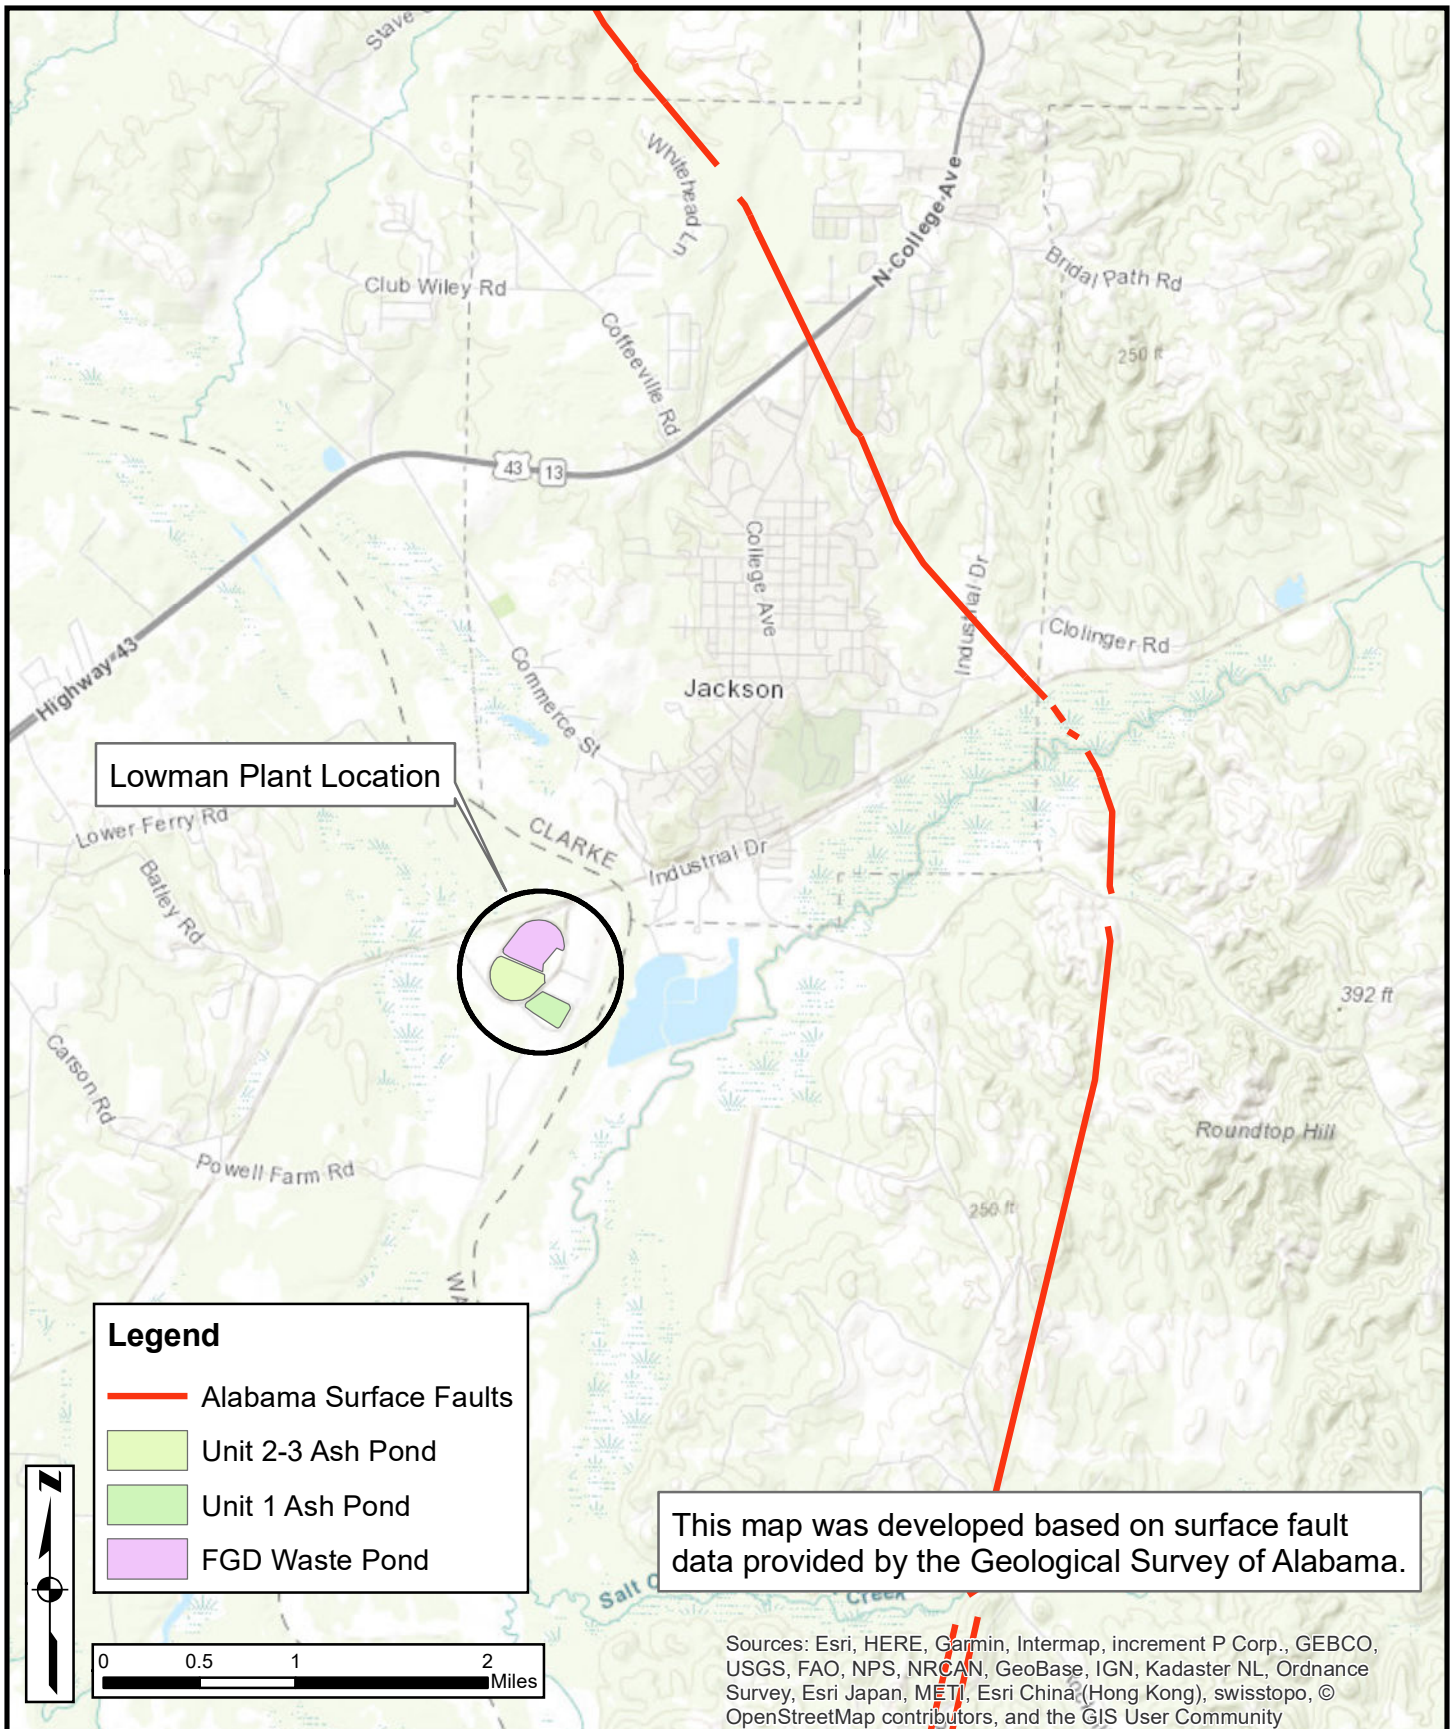 Stave
Whitehead Ln
N-College-Ave
Bridal Path Rd
Club Wiley Rd
Coffeeville Rd
250 ft
43
13
College Ave
Industrial Dr
Clolinger Rd
Highway 43
Commerce St
Jackson
Lowman Plant Location
Lower Ferry Rd
CLARKE
Industrial Dr
Batley Rd
392 ft
Carson Rd
Roundtop Hill
Powell Farm Rd
250 ft
WA
Legend
Alabama Surface Faults
Unit 2-3 Ash Pond
Unit 1 Ash Pond
FGD Waste Pond
N
This map was developed based on surface fault
data provided by the Geological Survey of Alabama.
Salt C
Creek
0 0.5 1 2
Miles
Sources: Esri, HERE, Garmin, Intermap, increment P Corp., GEBCO,
USGS, FAO, NPS, NRCAN, GeoBase, IGN, Kadaster NL, Ordnance
Survey, Esri Japan, METI, Esri China (Hong Kong), swisstopo, ©
OpenStreetMap contributors, and the GIS User Community